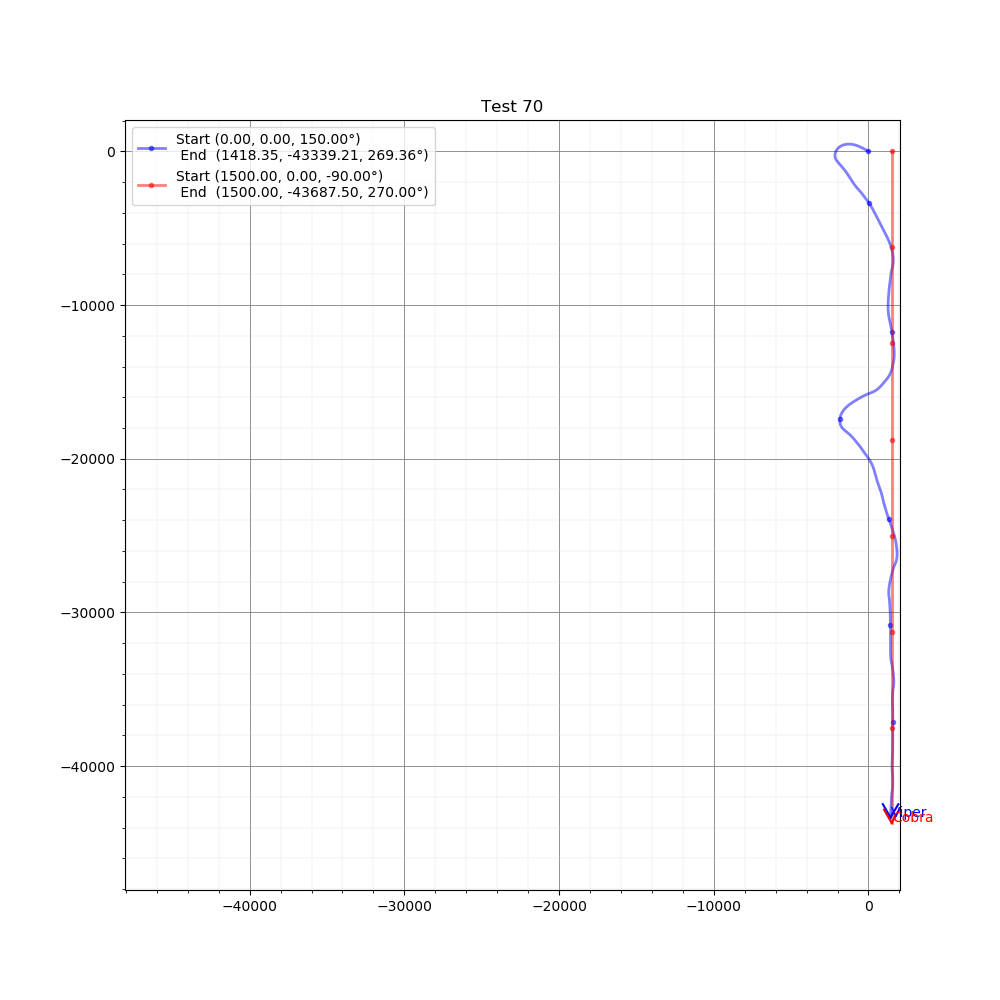 Test 70
Start (0.00, 0.00, 150.00°)
End  (1418.35, -43339.21, 269.36°)
Start (1500.00, 0.00, -90.00°)
End  (1500.00, -43687.50, 270.00°)
0
−10000
−20000
−30000
−40000
Viper
Cobra
−40000 −30000 −20000 −10000 0